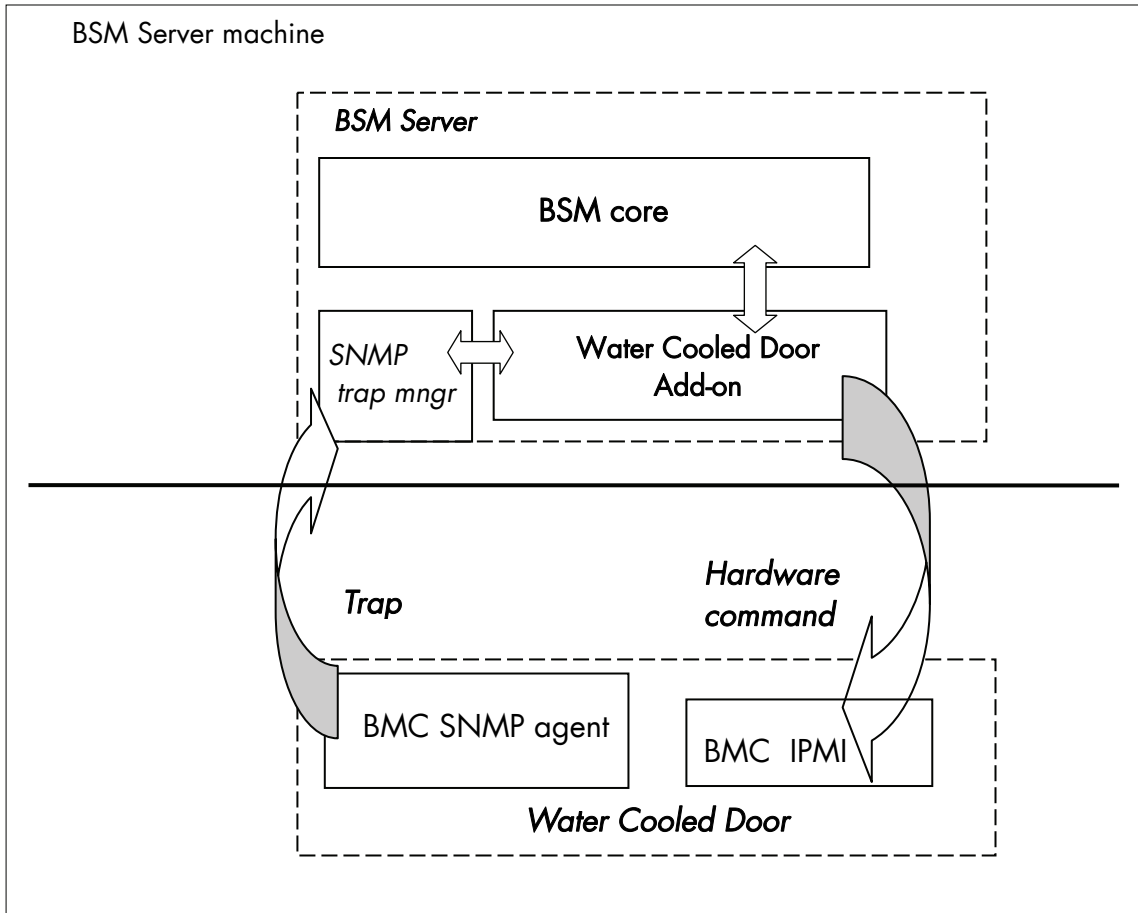 BSM Server machine
BSM Server
BSM core
SNMP
trap mngr
Water Cooled Door
Add-on
Trap
Hardware
command
BMC SNMP agent
BMC IPMI
Water Cooled Door